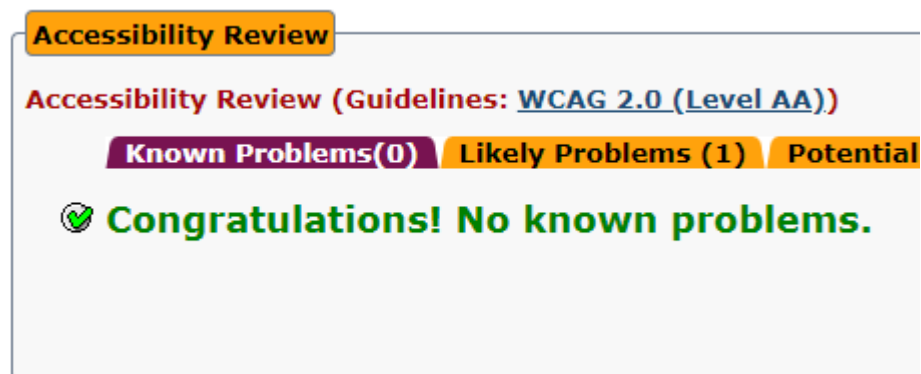 Accessibility Review
Accessibility Review (Guidelines: WCAG 2.0 (Level AA))
Known Problems(0) Likely Problems (1) Potential
Congratulations! No known problems.